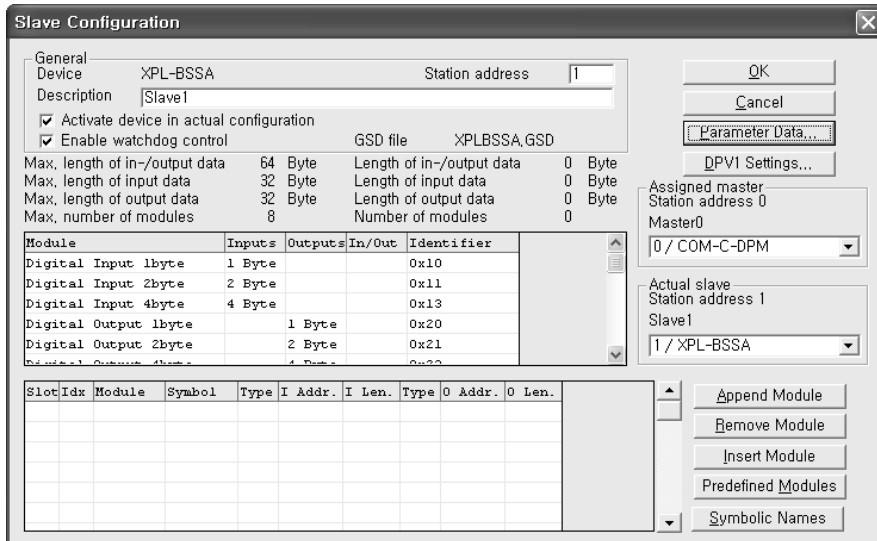 Slave Configuration
General
Device XPL-BSSA Station address 1
Description Slave1
Activate device in actual configuration
Enable watchdog control GSD file XPLBSSA,GSD
Max, length of in-/output data 64 Byte Length of in-/output data 0 Byte
Max, length of input data 32 Byte Length of input data 0 Byte
Max, length of output data 32 Byte Length of output data 0 Byte
Max, number of modules 8 Number of modules 0
OK
Cancel
Parameter Data,,,
DPV1 Settings,,,
Assigned master
Station address 0
Master0
0 / COM-C-DPM
Module Inputs Outputs In/Out Identifier
Digital Input 1byte 1 Byte 0x10
Digital Input 2byte 2 Byte 0x11
Digital Input 4byte 4 Byte 0x13
Digital Output 1byte 1 Byte 0x20
Digital Output 2byte 2 Byte 0x21
Actual slave
Station address 1
Slave1
1 / XPL-BSSA
Slot Idx Module Symbol Type I Addr. I Len. Type O Addr. O Len.
Append Module
Remove Module
Insert Module
Predefined Modules
Symbolic Names